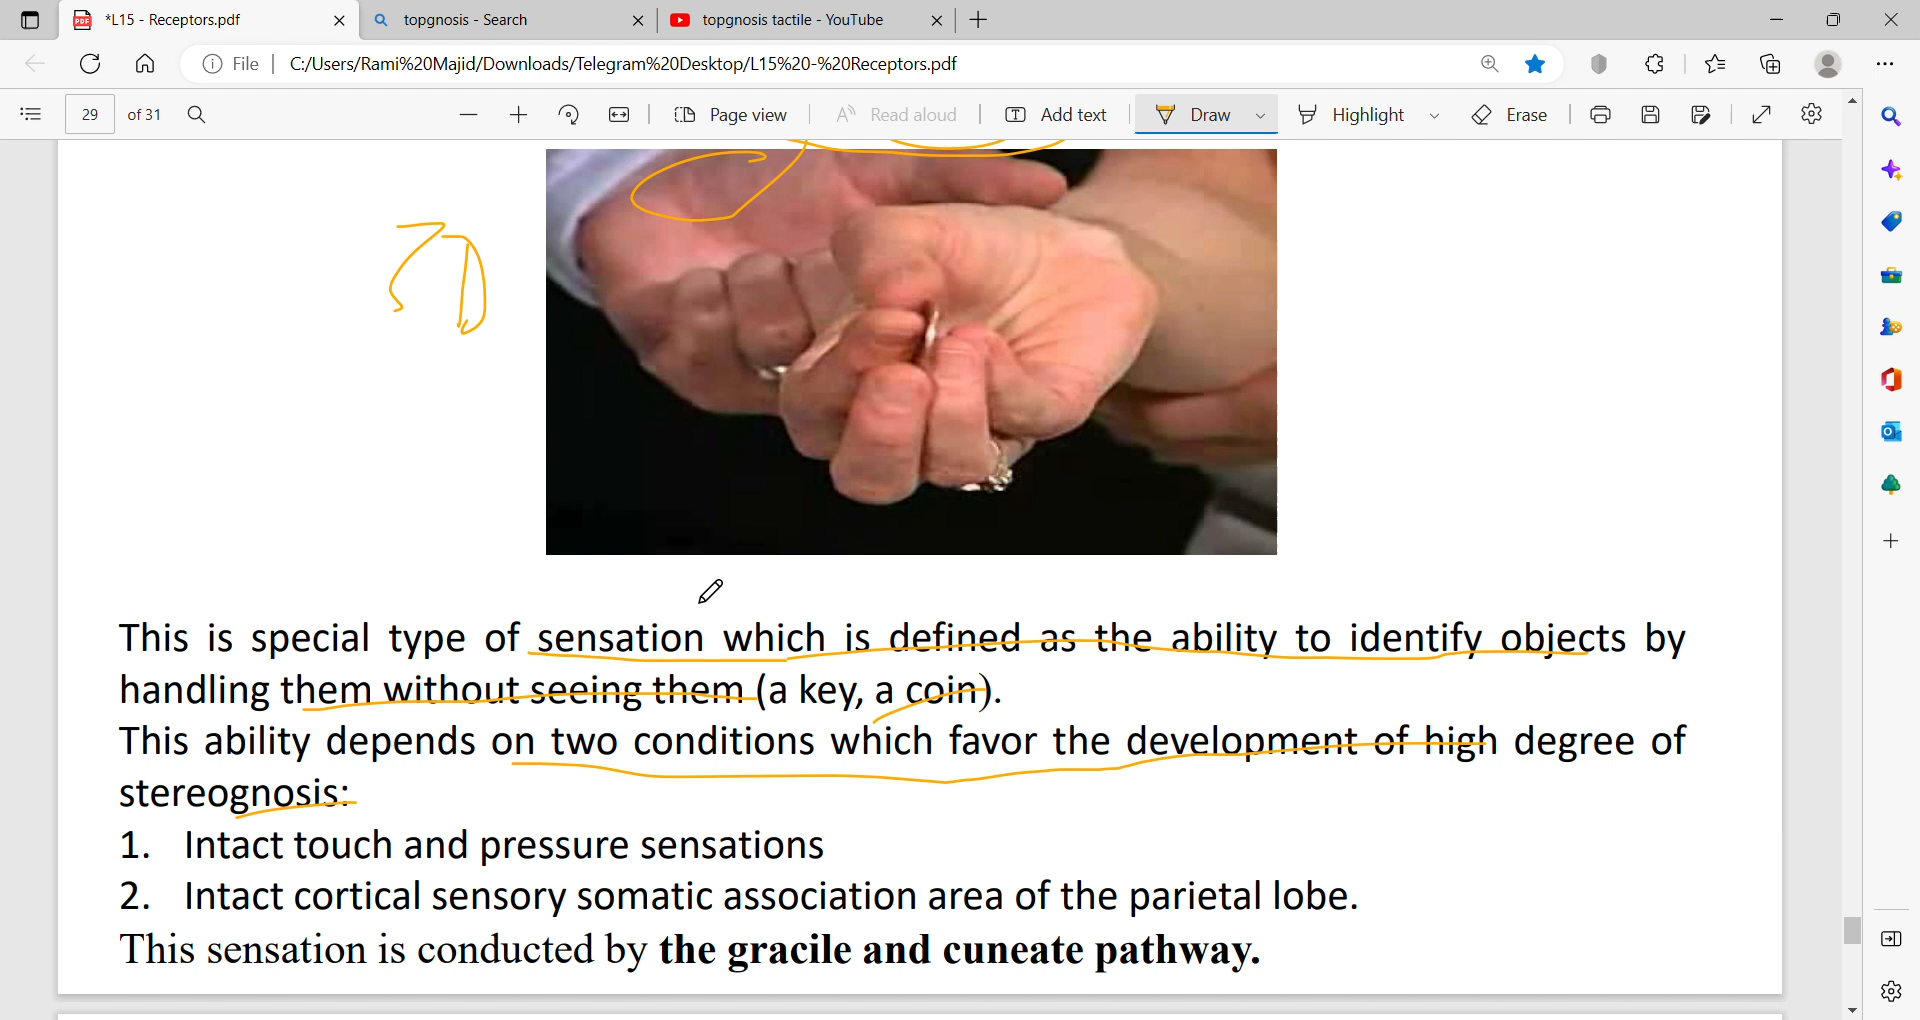 *L15 - Receptors.pdf
topgnosis - Search
topgnosis tactile - YouTube
File
C:/Users/Rami%20Majid/Downloads/Telegram%20Desktop/L15%20-%20Receptors.pdf
29 of 31
Page view
Read aloud
Add text
Draw
Highlight
Erase
3D
This is special type of sensation which is defined as the ability to identify objects by
handling them without seeing them (a key, a coin).
This ability depends on two conditions which favor the development of high degree of
stereognosis:
1. Intact touch and pressure sensations
2. Intact cortical sensory somatic association area of the parietal lobe.
This sensation is conducted by the gracile and cuneate pathway.